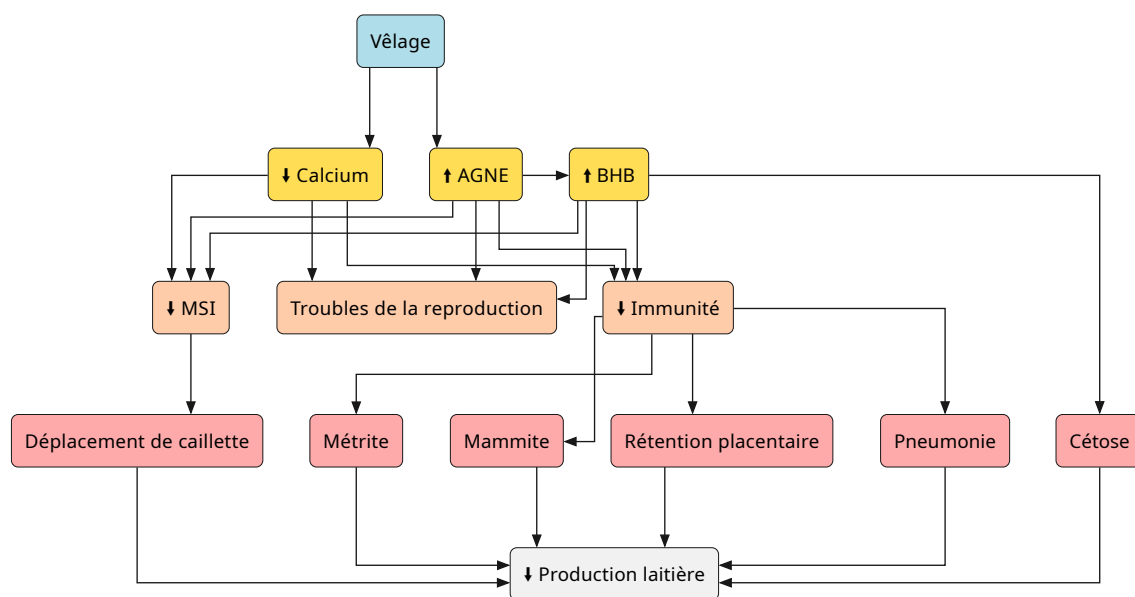 Vêlage
⬇ Calcium
⬆ AGNE
⬆ BHB
⬇ MSI
Troubles de la reproduction
⬇ Immunité
Déplacement de caillette
Métrite
Mammite
Rétention placentaire
Pneumonie
Cétose
⬇ Production laitière